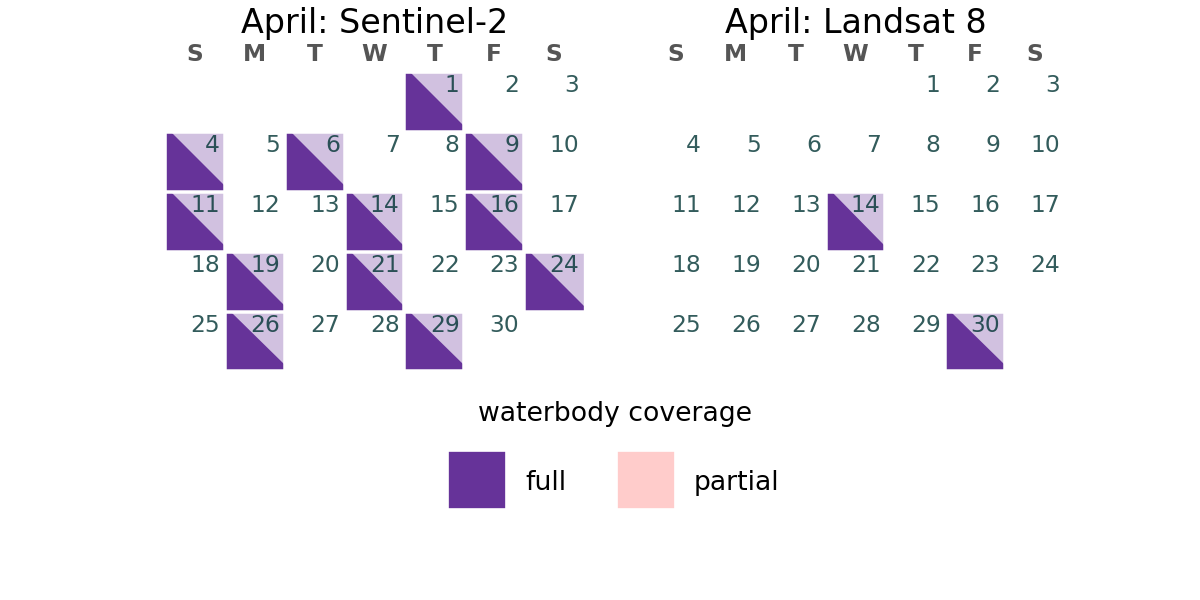 April: Sentinel-2
S M T W T F S
1 2 3
4 5 6 7 8 9 10
11 12 13 14 15 16 17
18 19 20 21 22 23 24
25 26 27 28 29 30
April: Landsat 8
S M T W T F S
1 2 3
4 5 6 7 8 9 10
11 12 13 14 15 16 17
18 19 20 21 22 23 24
25 26 27 28 29 30
waterbody coverage
full partial